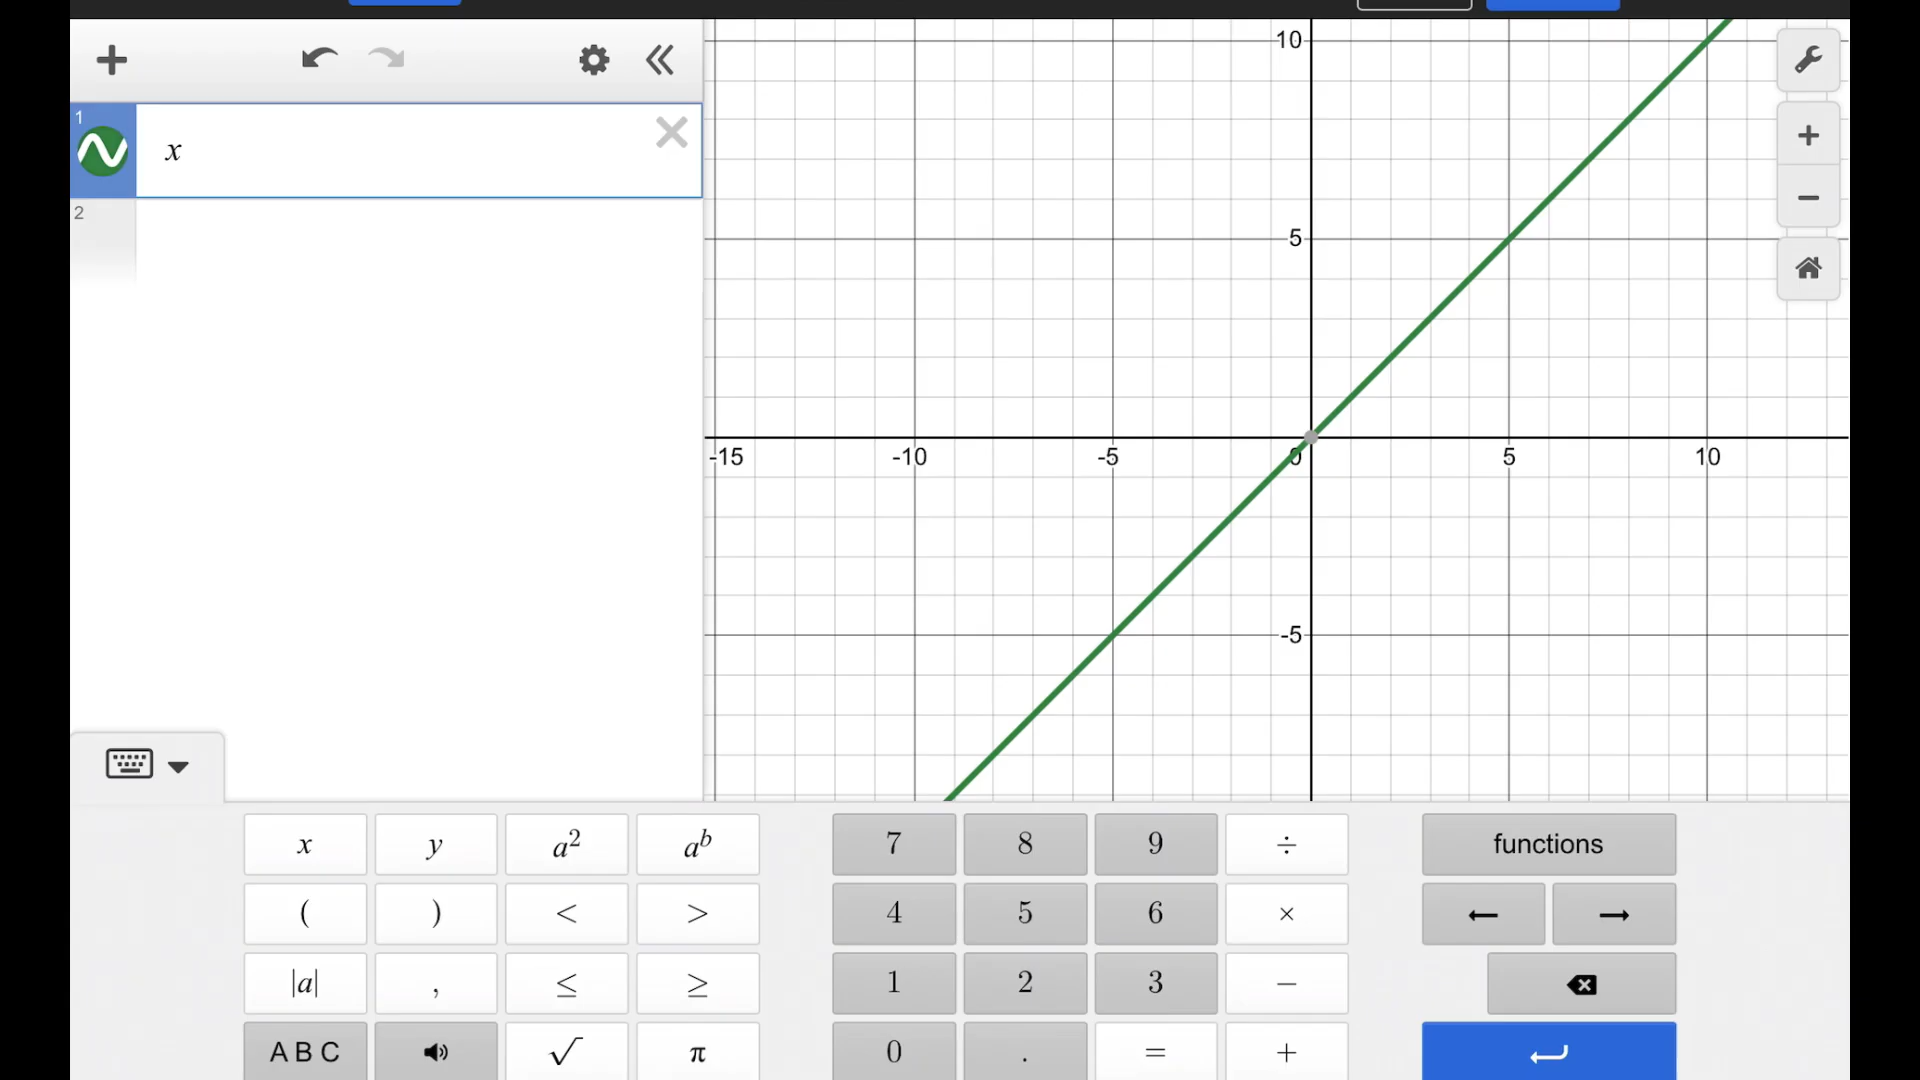 1
x
2
10
5
-15 -10 -5 0 5 10
-5
x y a² aᵇ 7 8 9 ÷ functions
( ) < > 4 5 6 × ← →
|a| , ≤ ≥ 1 2 3 −
A B C √ π 0 . = +